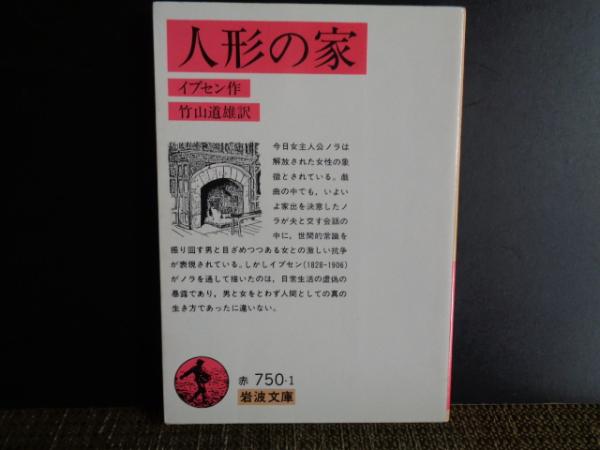 人形の家
イプセン作
竹山道雄訳
今日女主人公ノラは
解放された女性の象
徴とされている。戯
曲の中でも，いよい
よ家出を決意したノ
ラが夫と交す会話の
中に，世間的常識を
振り回す男と目ざめつつある女との激しい抗争
が表現されている。しかしイプセン(1828-1906)
がノラを通して描いたのは，日常生活の虚偽の
暴露であり，男と女をとわず人間としての真の
生き方であったに違いない。
赤 750-1
岩波文庫